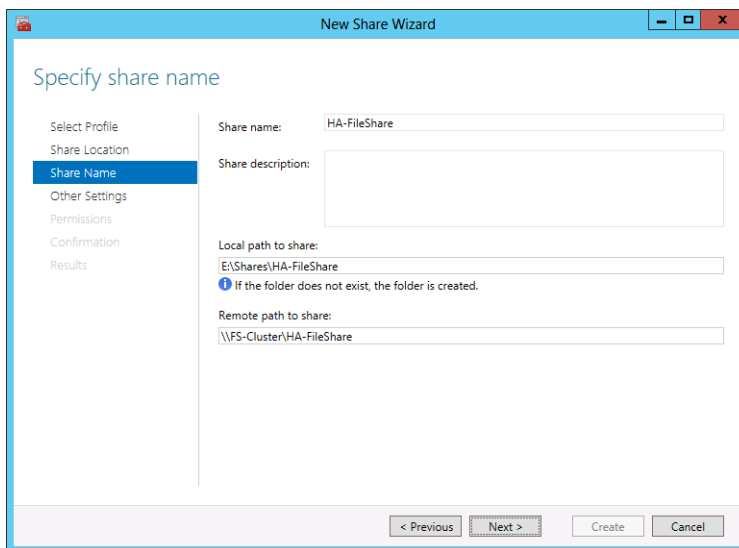 New Share Wizard
Specify share name
Select Profile
Share Location
Share Name
Other Settings
Permissions
Confirmation
Results
Share name:
HA-FileShare
Share description:
Local path to share:
E:\Shares\HA-FileShare
If the folder does not exist, the folder is created.
Remote path to share:
\\FS-Cluster\HA-FileShare
< Previous
Next >
Create
Cancel